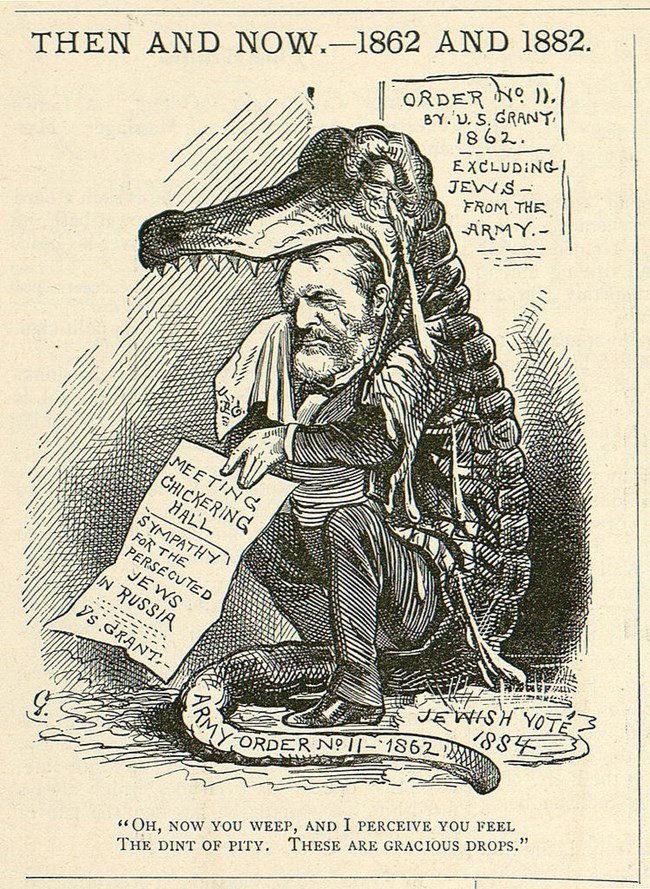 THEN AND NOW.—1862 AND 1882.
ORDER No 11.
BY U.S. GRANT,
1862.
EXCLUDING
JEWS—
FROM THE
ARMY.—
U.S.G.
MEETING
CHICKERING
HALL
SYMPATHY
FOR THE
PERSECUTED
JEWS
IN RUSSIA
U.S. GRANT.
G.
JEWISH VOTE
1884
ARMY ORDER No 11—1862
“OH, NOW YOU WEEP, AND I PERCEIVE YOU FEEL
THE DINT OF PITY. THESE ARE GRACIOUS DROPS.”